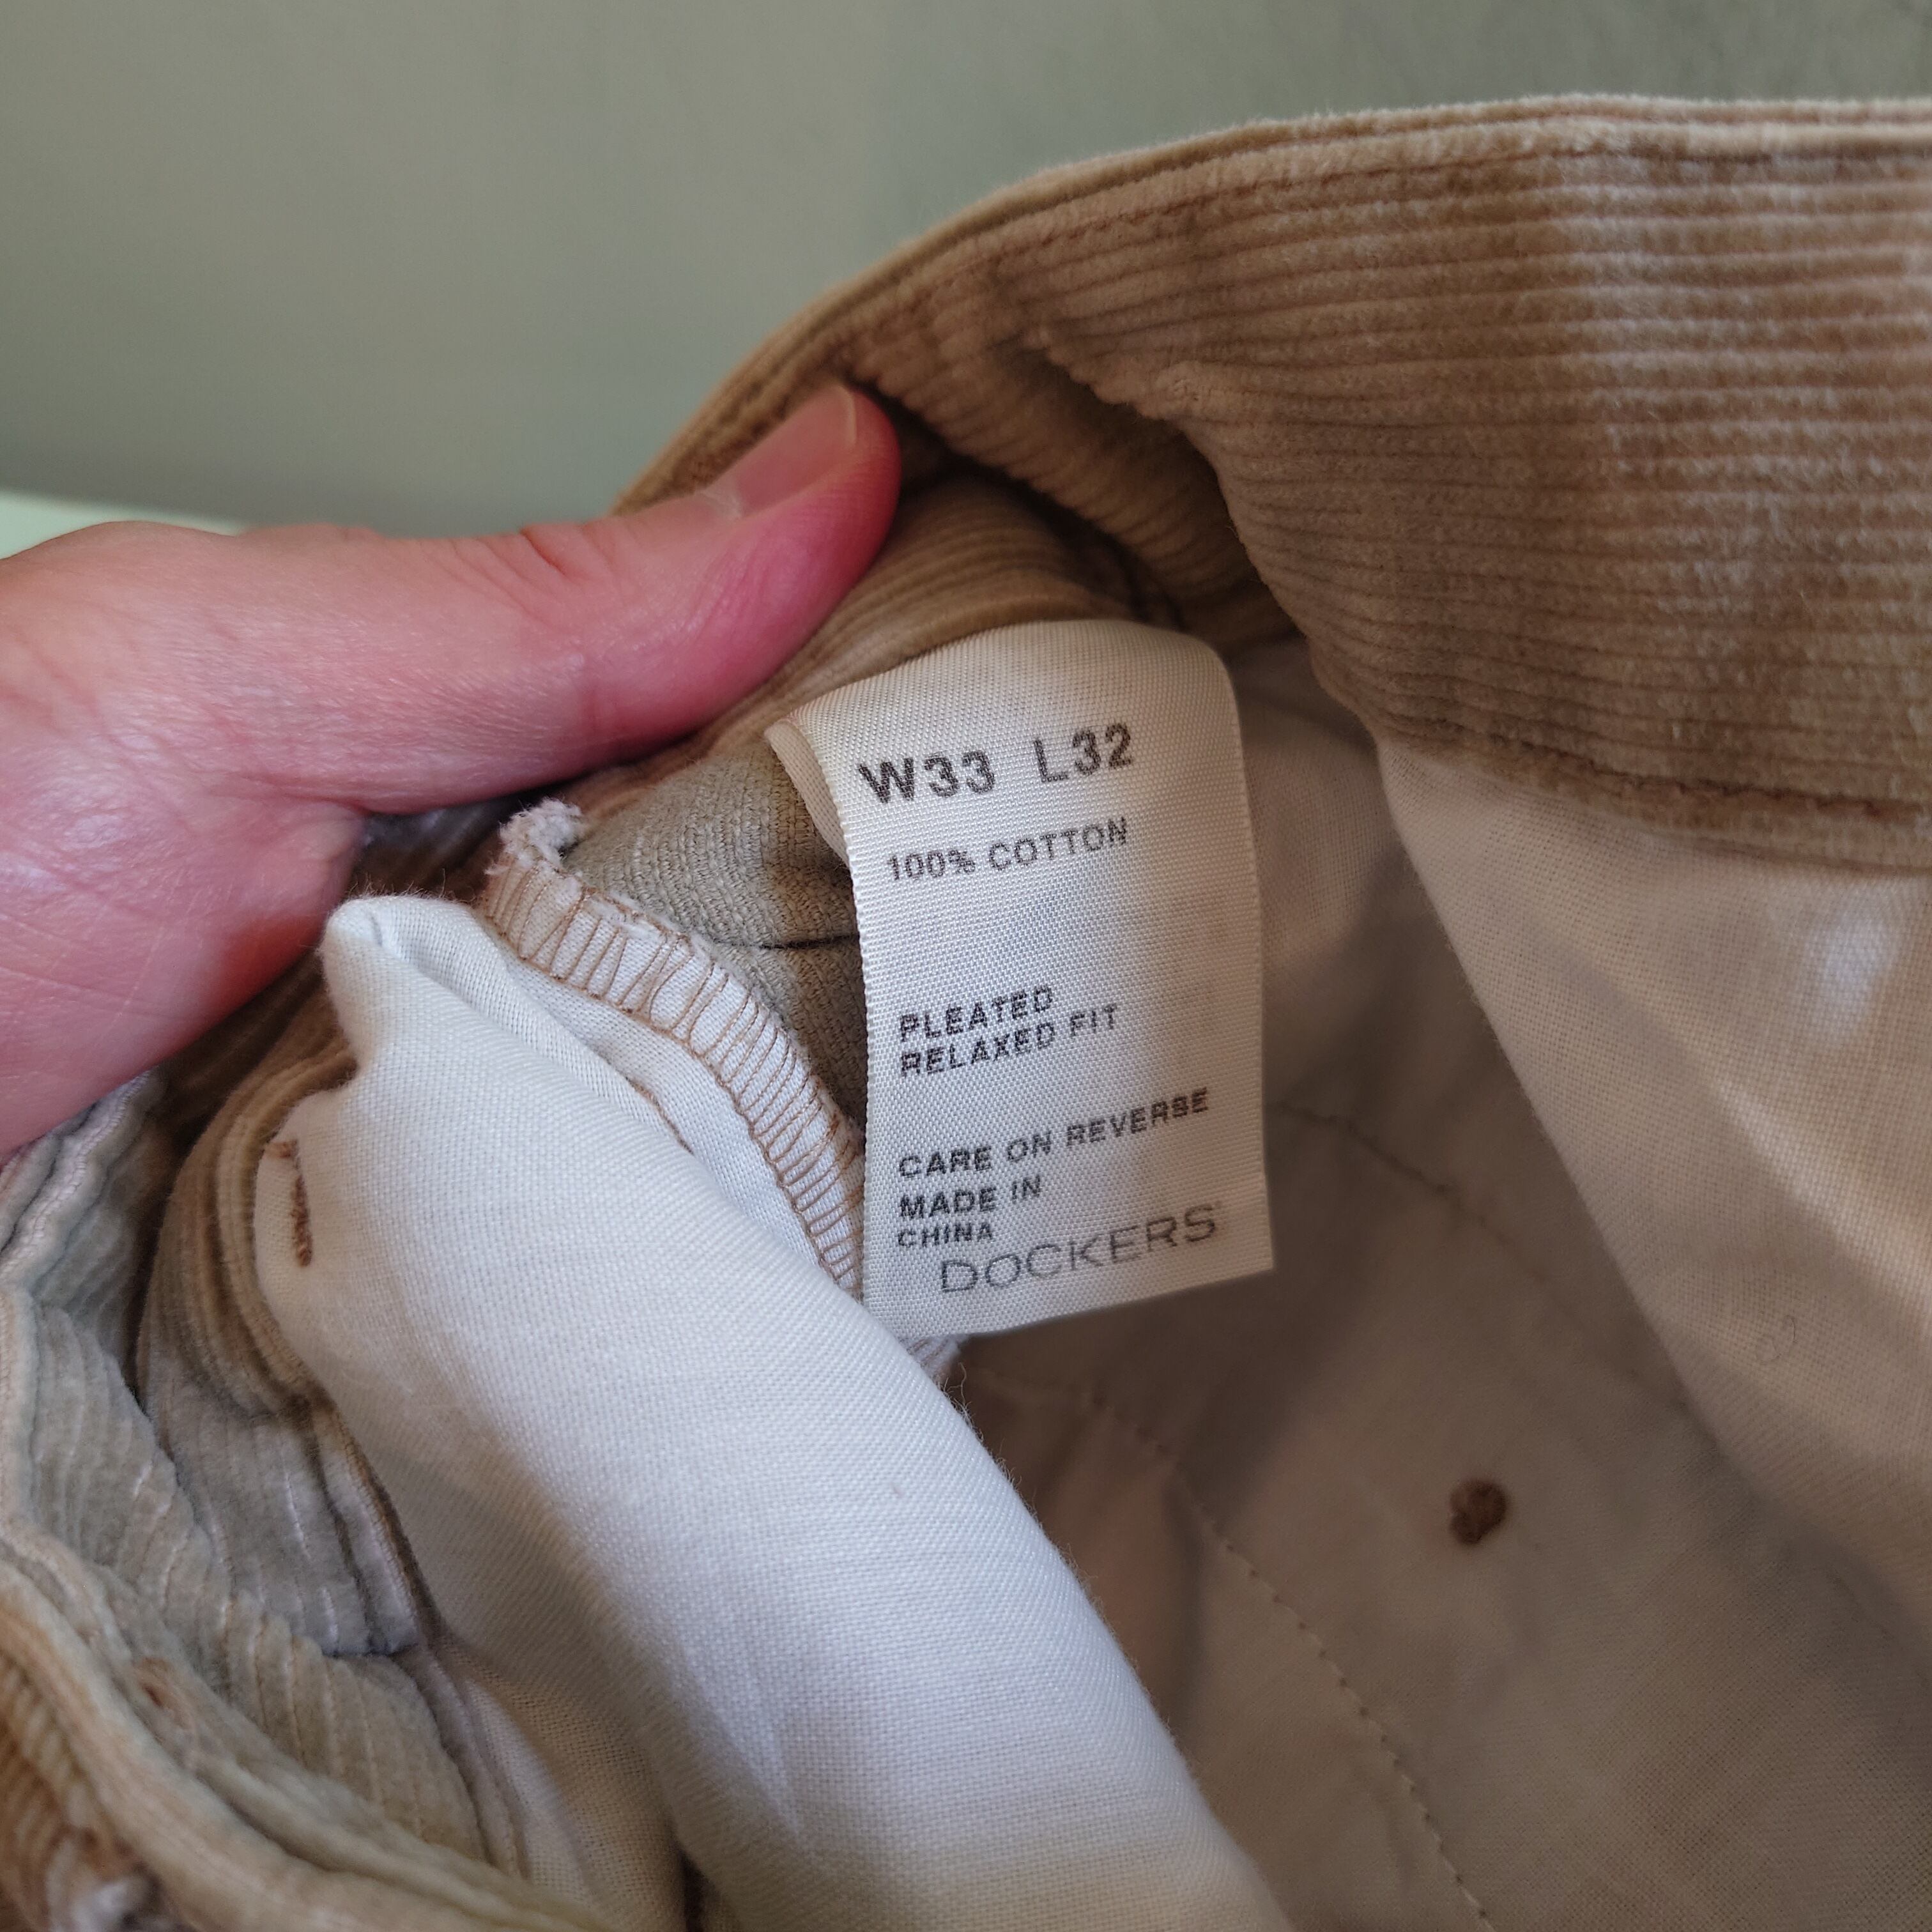 W33 L32
100% COTTON
PLEATED
RELAXED FIT
CARE ON REVERSE
MADE IN
CHINA
DOCKERS®